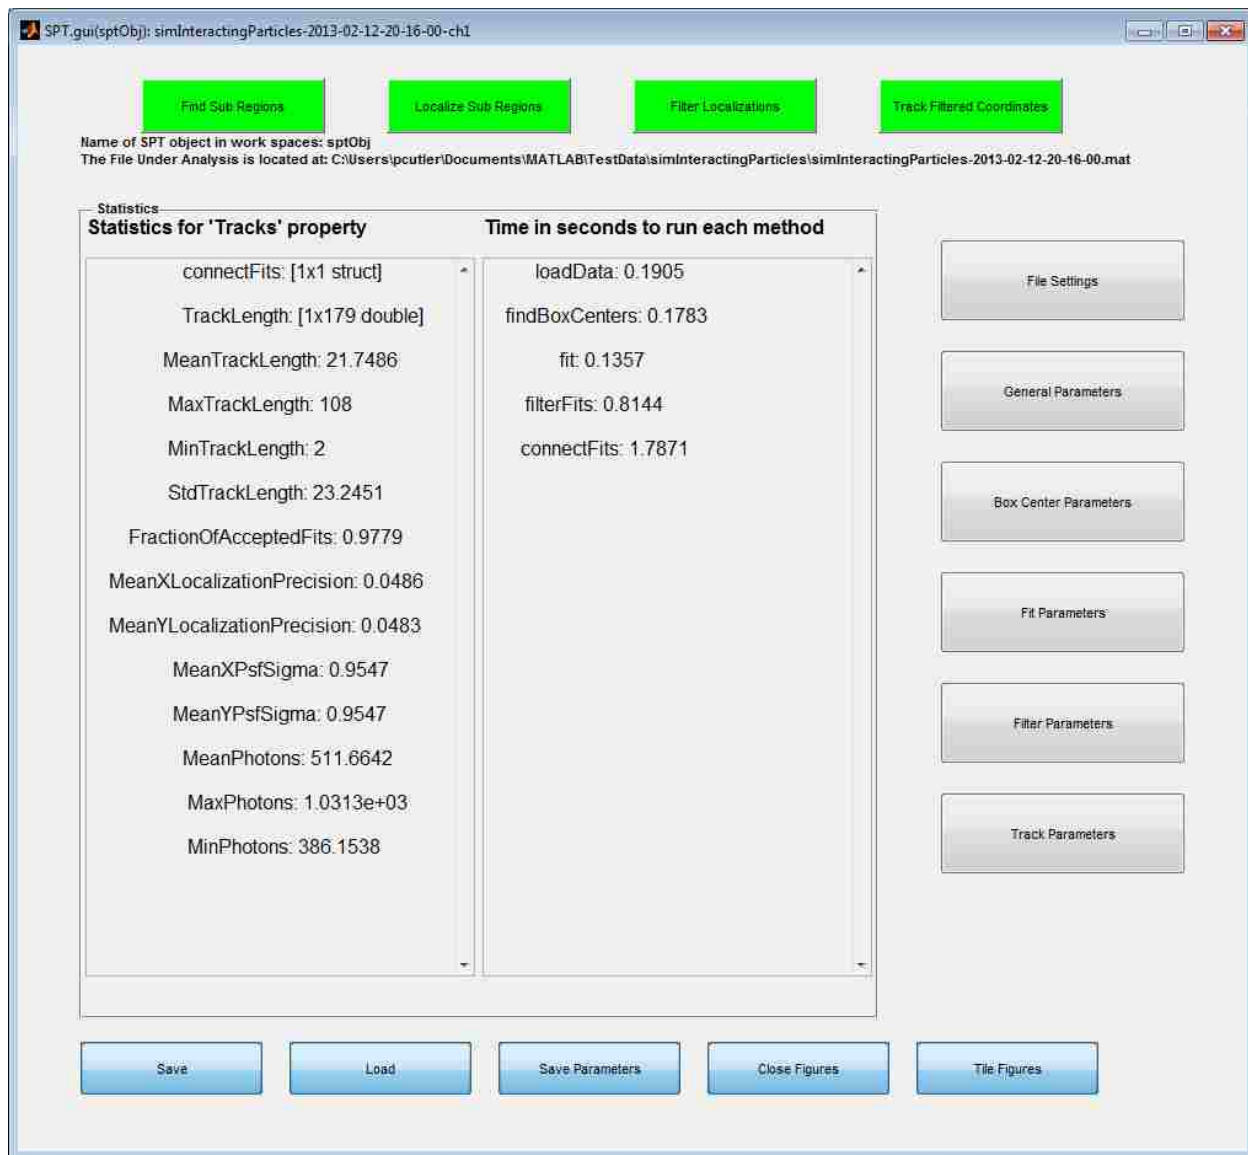 SPT.gui(sptObj): simInteractingParticles-2013-02-12-20-16-00-ch1
Find Sub Regions
Localize Sub Regions
Filter Localizations
Track Filtered Coordinates
Name of SPT object in work spaces: sptObj
The File Under Analysis is located at: C:\Users\pcutler\Documents\MATLAB\TestData\simInteractingParticles\simInteractingParticles-2013-02-12-20-16-00.mat
Statistics
Statistics for 'Tracks' property
connectFits: [1x1 struct]
TrackLength: [1x179 double]
MeanTrackLength: 21.7486
MaxTrackLength: 108
MinTrackLength: 2
StdTrackLength: 23.2451
FractionOfAcceptedFits: 0.9779
MeanXLocalizationPrecision: 0.0486
MeanYLocalizationPrecision: 0.0483
MeanXPsfSigma: 0.9547
MeanYPsfSigma: 0.9547
MeanPhotons: 511.6642
MaxPhotons: 1.0313e+03
MinPhotons: 386.1538
Time in seconds to run each method
loadData: 0.1905
findBoxCenters: 0.1783
fit: 0.1357
filterFits: 0.8144
connectFits: 1.7871
File Settings
General Parameters
Box Center Parameters
Fit Parameters
Filter Parameters
Track Parameters
Save
Load
Save Parameters
Close Figures
Tile Figures